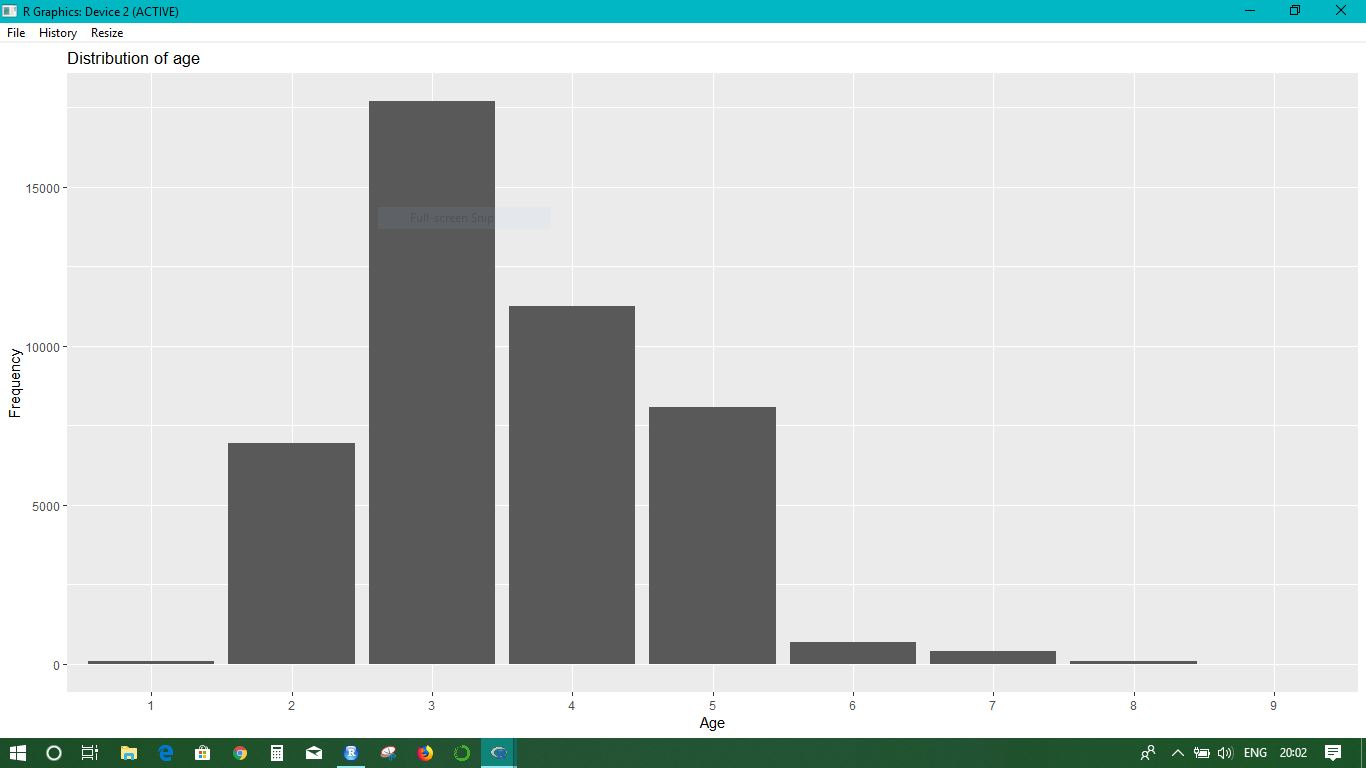 R Graphics: Device 2 (ACTIVE)
File History Resize
Distribution of age
15000
Full-screen Snip
10000
Frequency
5000
0
1 2 3 4 5 6 7 8 9
Age
ENG 20:02